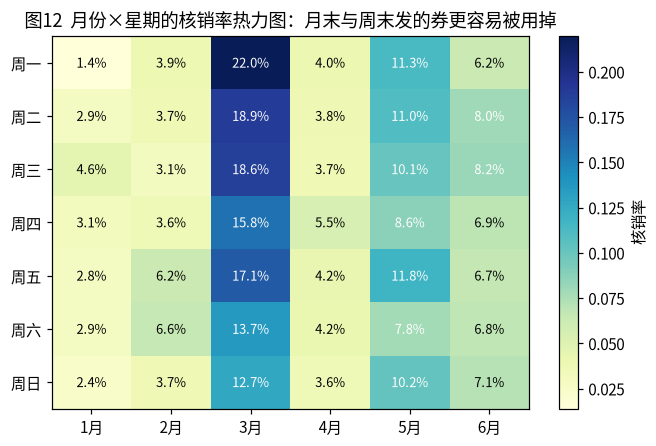 图12 月份×星期的核销率热力图：月末与周末发的券更容易被用掉
周一 1.4% 3.9% 22.0% 4.0% 11.3% 6.2%
周二 2.9% 3.7% 18.9% 3.8% 11.0% 8.0%
周三 4.6% 3.1% 18.6% 3.7% 10.1% 8.2%
周四 3.1% 3.6% 15.8% 5.5% 8.6% 6.9%
周五 2.8% 6.2% 17.1% 4.2% 11.8% 6.7%
周六 2.9% 6.6% 13.7% 4.2% 7.8% 6.8%
周日 2.4% 3.7% 12.7% 3.6% 10.2% 7.1%
1月 2月 3月 4月 5月 6月
0.200
0.175
0.150
0.125
0.100
0.075
0.050
0.025
核销率